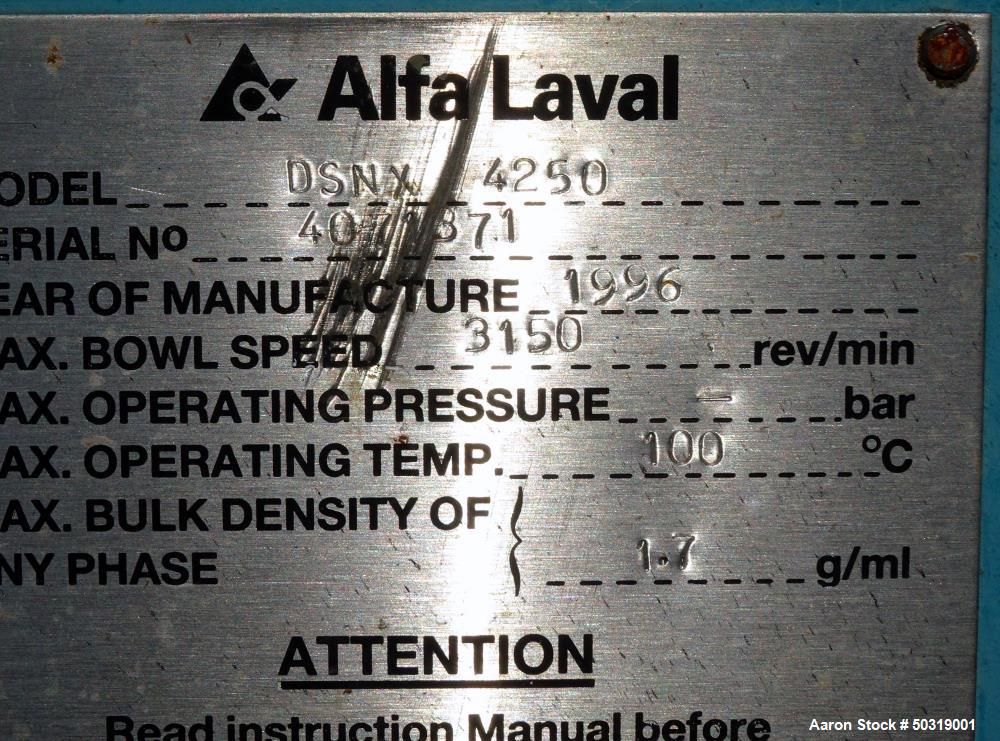 Alfa Laval
ODEL DSNX 4250
ERIAL Nº
EAR OF MANUFACTURE 1996
AX. BOWL SPEED 3150 rev/min
AX. OPERATING PRESSURE - bar
AX. OPERATING TEMP. 100 °C
AX. BULK DENSITY OF
NY PHASE 1.7 g/ml
ATTENTION
Read instruction Manual before
Aaron Stock # 50319001